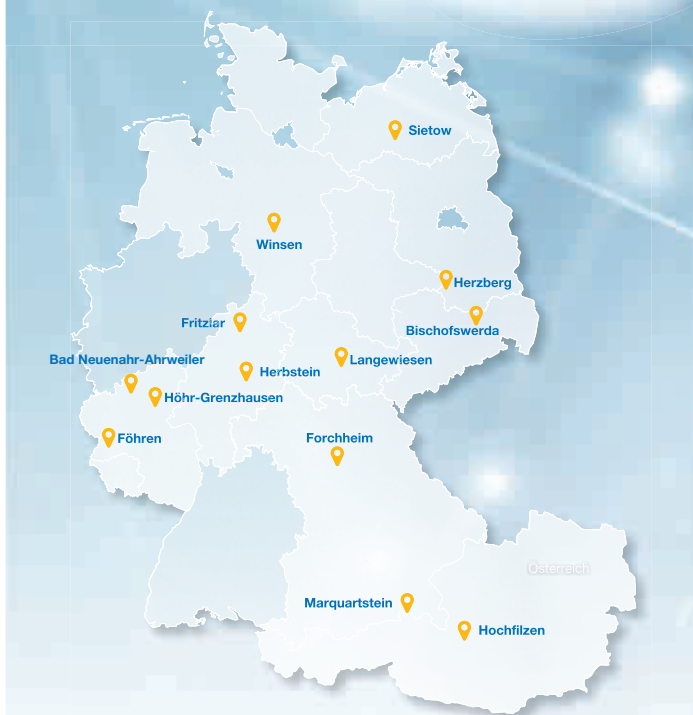 Sietow
Winsen
Herzberg
Fritzlar
Bischofswerda
Bad Neuenahr-Ahrweiler
Langewiesen
Herbstein
Höhr-Grenzhausen
Föhren
Forchheim
Österreich
Marquartstein
Hochfilzen